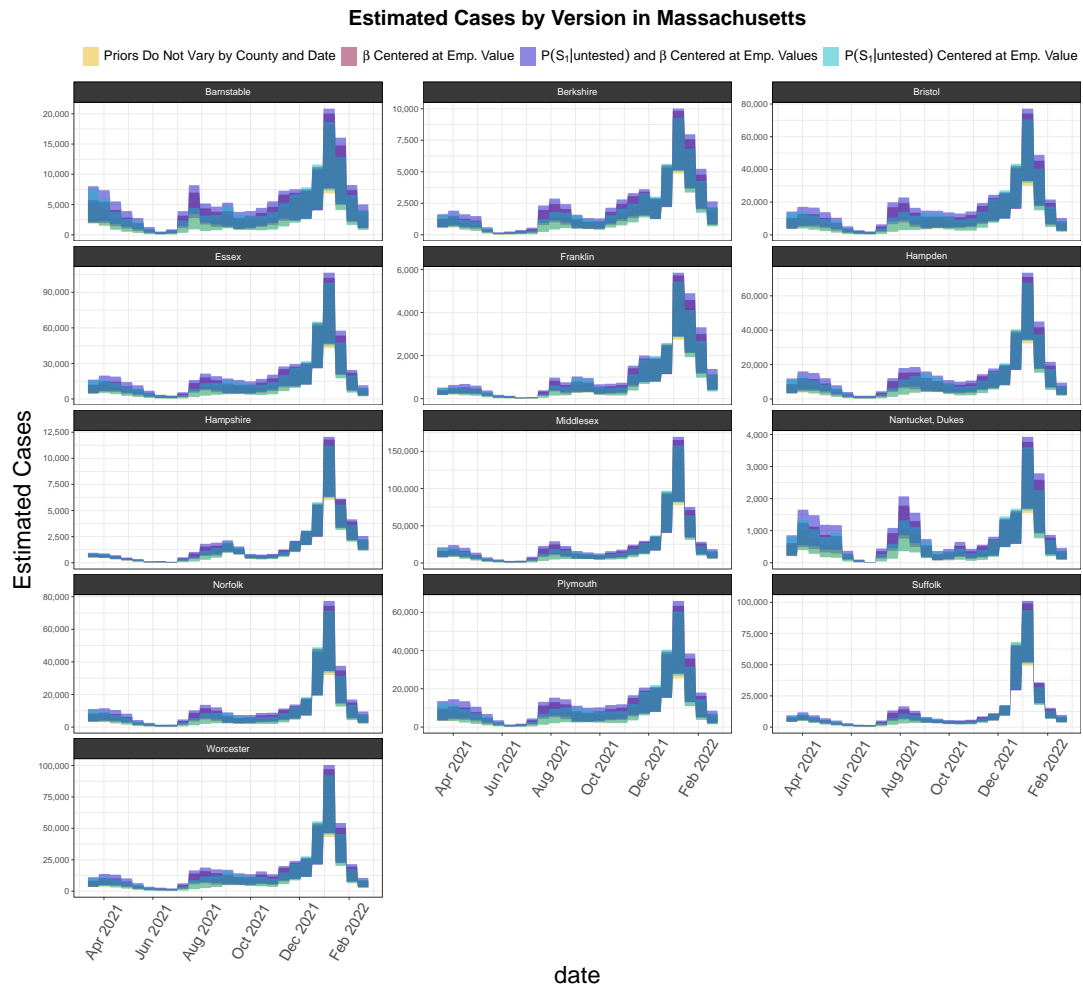 Estimated Cases by Version in Massachusetts
Priors Do Not Vary by County and Date β Centered at Emp. Value P(S₁|untested) and β Centered at Emp. Values P(S₁|untested) Centered at Emp. Value
Barnstable Berkshire Bristol
20,000 15,000 10,000 5,000 0
10,000 7,500 5,000 2,500 0
80,000 60,000 40,000 20,000 0
Essex Franklin Hampden
90,000 60,000 30,000 0
6,000 4,000 2,000 0
60,000 40,000 20,000 0
Hampshire Middlesex Nantucket, Dukes
12,500 10,000 7,500 5,000 2,500 0
150,000 100,000 50,000 0
4,000 3,000 2,000 1,000 0
Norfolk Plymouth Suffolk
80,000 60,000 40,000 20,000 0
60,000 40,000 20,000 0
100,000 75,000 50,000 25,000 0
Worcester
100,000 75,000 50,000 25,000 0
Apr 2021 Jun 2021 Aug 2021 Oct 2021 Dec 2021 Feb 2022
Apr 2021 Jun 2021 Aug 2021 Oct 2021 Dec 2021 Feb 2022
Apr 2021 Jun 2021 Aug 2021 Oct 2021 Dec 2021 Feb 2022
Estimated Cases
date